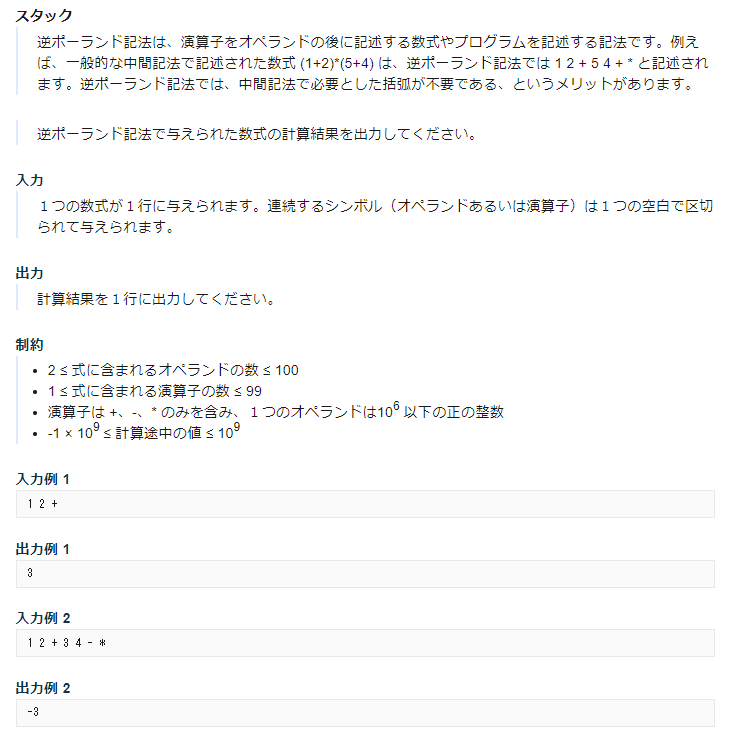 スタック
逆ポーランド記法は、演算子をオペランドの後に記述する数式やプログラムを記述する記法です。例え
ば、一般的な中間記法で記述された数式 (1+2)*(5+4) は、逆ポーランド記法では 1 2 + 5 4 + * と記述され
ます。逆ポーランド記法では、中間記法で必要とした括弧が不要である、というメリットがあります。
逆ポーランド記法で与えられた数式の計算結果を出力してください。
入力
１つの数式が１行に与えられます。連続するシンボル（オペランドあるいは演算子）は１つの空白で区切
られて与えられます。
出力
計算結果を１行に出力してください。
制約
• 2 ≤ 式に含まれるオペランドの数 ≤ 100
• 1 ≤ 式に含まれる演算子の数 ≤ 99
• 演算子は +、-、* のみを含み、１つのオペランドは10⁶ 以下の正の整数
• -1 × 10⁹ ≤ 計算途中の値 ≤ 10⁹
入力例 1
1 2 +
出力例 1
3
入力例 2
1 2 + 3 4 - *
出力例 2
-3